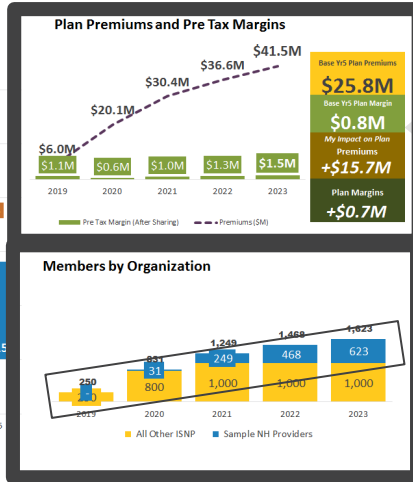 Plan Premiums and Pre Tax Margins
$41.5M
$36.6M
$30.4M
$20.1M
$6.0M
$1.1M $0.6M $1.0M $1.3M $1.5M
2019 2020 2021 2022 2023
Pre Tax Margin (After Sharing) Premiums ($M)
Base Yr5 Plan Premiums
$25.8M
Base Yr5 Plan Margin
$0.8M
My Impact on Plan
Premiums
+$15.7M
Plan Margins
+$0.7M
Members by Organization
250 831 1,249 1,468 1,623
31 249 468 623
800 1,000 1,000 1,000
2019 2020 2021 2022 2023
All Other ISNP Sample NH Providers